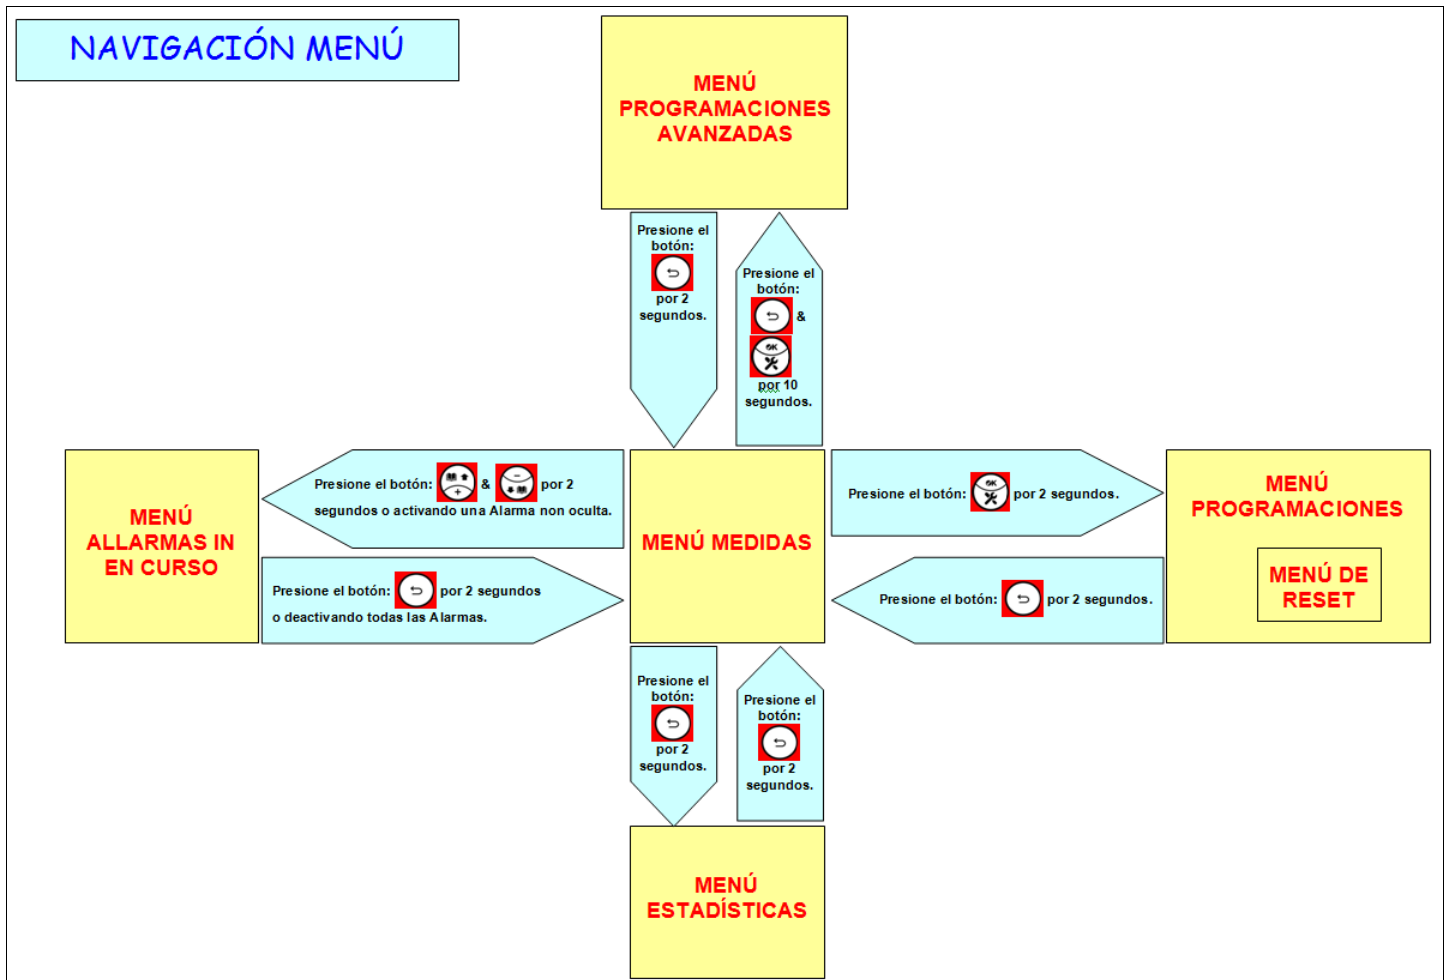 NAVIGACIÓN MENÚ
MENÚ
PROGRAMACIONES
AVANZADAS
Presione el
botón:
por 2
segundos.
Presione el
botón:
&
OK
por 10
segundos.
MENÚ
ALLARMAS IN
EN CURSO
Presione el botón: + & - por 2
segundos o activando una Alarma non oculta.
Presione el botón: por 2 segundos
o deactivando todas las Alarmas.
MENÚ MEDIDAS
Presione el botón: OK por 2 segundos.
Presione el botón: por 2 segundos.
MENÚ
PROGRAMACIONES
MENÚ DE
RESET
Presione el
botón:
por 2
segundos.
Presione el
botón:
por 2
segundos.
MENÚ
ESTADÍSTICAS